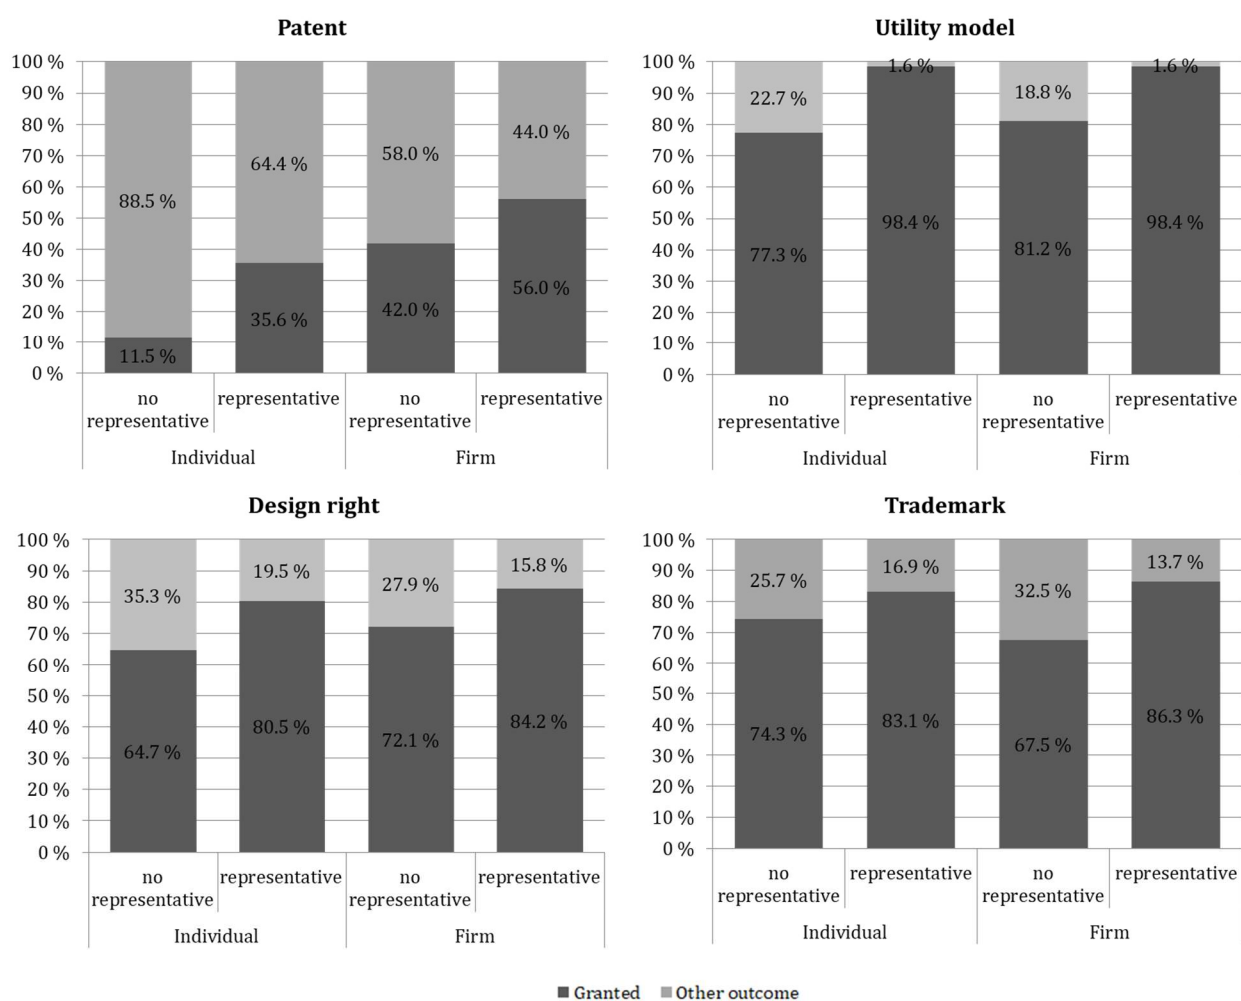 Patent
100 %
90 %
80 %
70 %
60 %
50 %
40 %
30 %
20 %
10 %
0 %
88.5 %
64.4 %
58.0 %
44.0 %
11.5 %
35.6 %
42.0 %
56.0 %
no representative
representative
no representative
representative
Individual
Firm
Utility model
100 %
90 %
80 %
70 %
60 %
50 %
40 %
30 %
20 %
10 %
0 %
22.7 %
1.6 %
18.8 %
1.6 %
77.3 %
98.4 %
81.2 %
98.4 %
no representative
representative
no representative
representative
Individual
Firm
Design right
100 %
90 %
80 %
70 %
60 %
50 %
40 %
30 %
20 %
10 %
0 %
35.3 %
19.5 %
27.9 %
15.8 %
64.7 %
80.5 %
72.1 %
84.2 %
no representative
representative
no representative
representative
Individual
Firm
Trademark
100 %
90 %
80 %
70 %
60 %
50 %
40 %
30 %
20 %
10 %
0 %
25.7 %
16.9 %
32.5 %
13.7 %
74.3 %
83.1 %
67.5 %
86.3 %
no representative
representative
no representative
representative
Individual
Firm
Granted
Other outcome